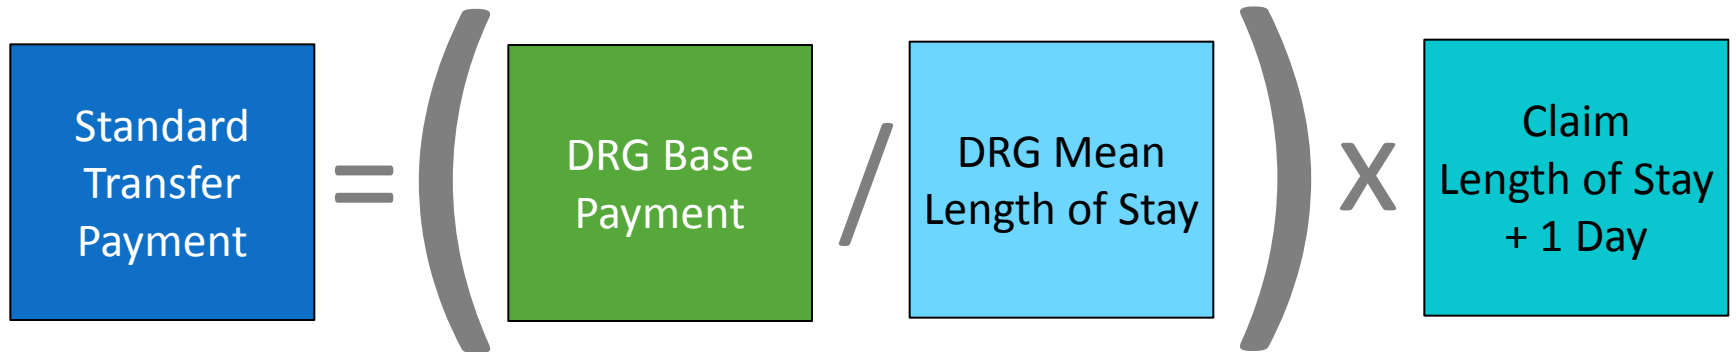 Standard
Transfer
Payment
=
(
DRG Base
Payment
/
DRG Mean
Length of Stay
)
X
Claim
Length of Stay
+ 1 Day